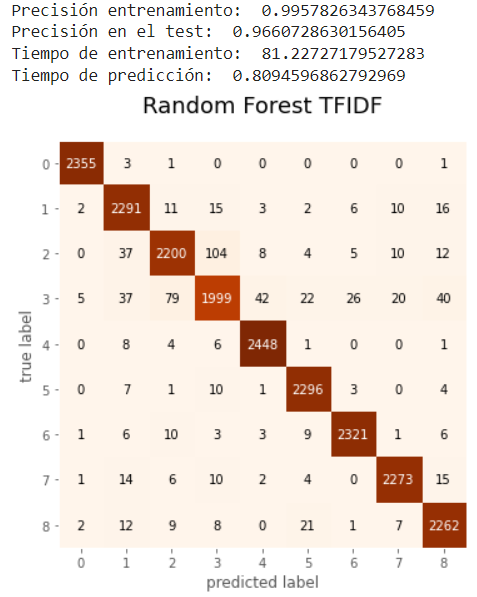 Precisión entrenamiento:  0.9957826343768459
Precisión en el test:  0.9660728630156405
Tiempo de entrenamiento:  81.22727179527283
Tiempo de predicción:  0.8094596862792969
Random Forest TFIDF
0 2355 3 1 0 0 0 0 0 1
1 2 2291 11 15 3 2 6 10 16
2 0 37 2200 104 8 4 5 10 12
3 5 37 79 1999 42 22 26 20 40
4 0 8 4 6 2448 1 0 0 1
5 0 7 1 10 1 2296 3 0 4
6 1 6 10 3 3 9 2321 1 6
7 1 14 6 10 2 4 0 2273 15
8 2 12 9 8 0 21 1 7 2262
true label
0 1 2 3 4 5 6 7 8
predicted label